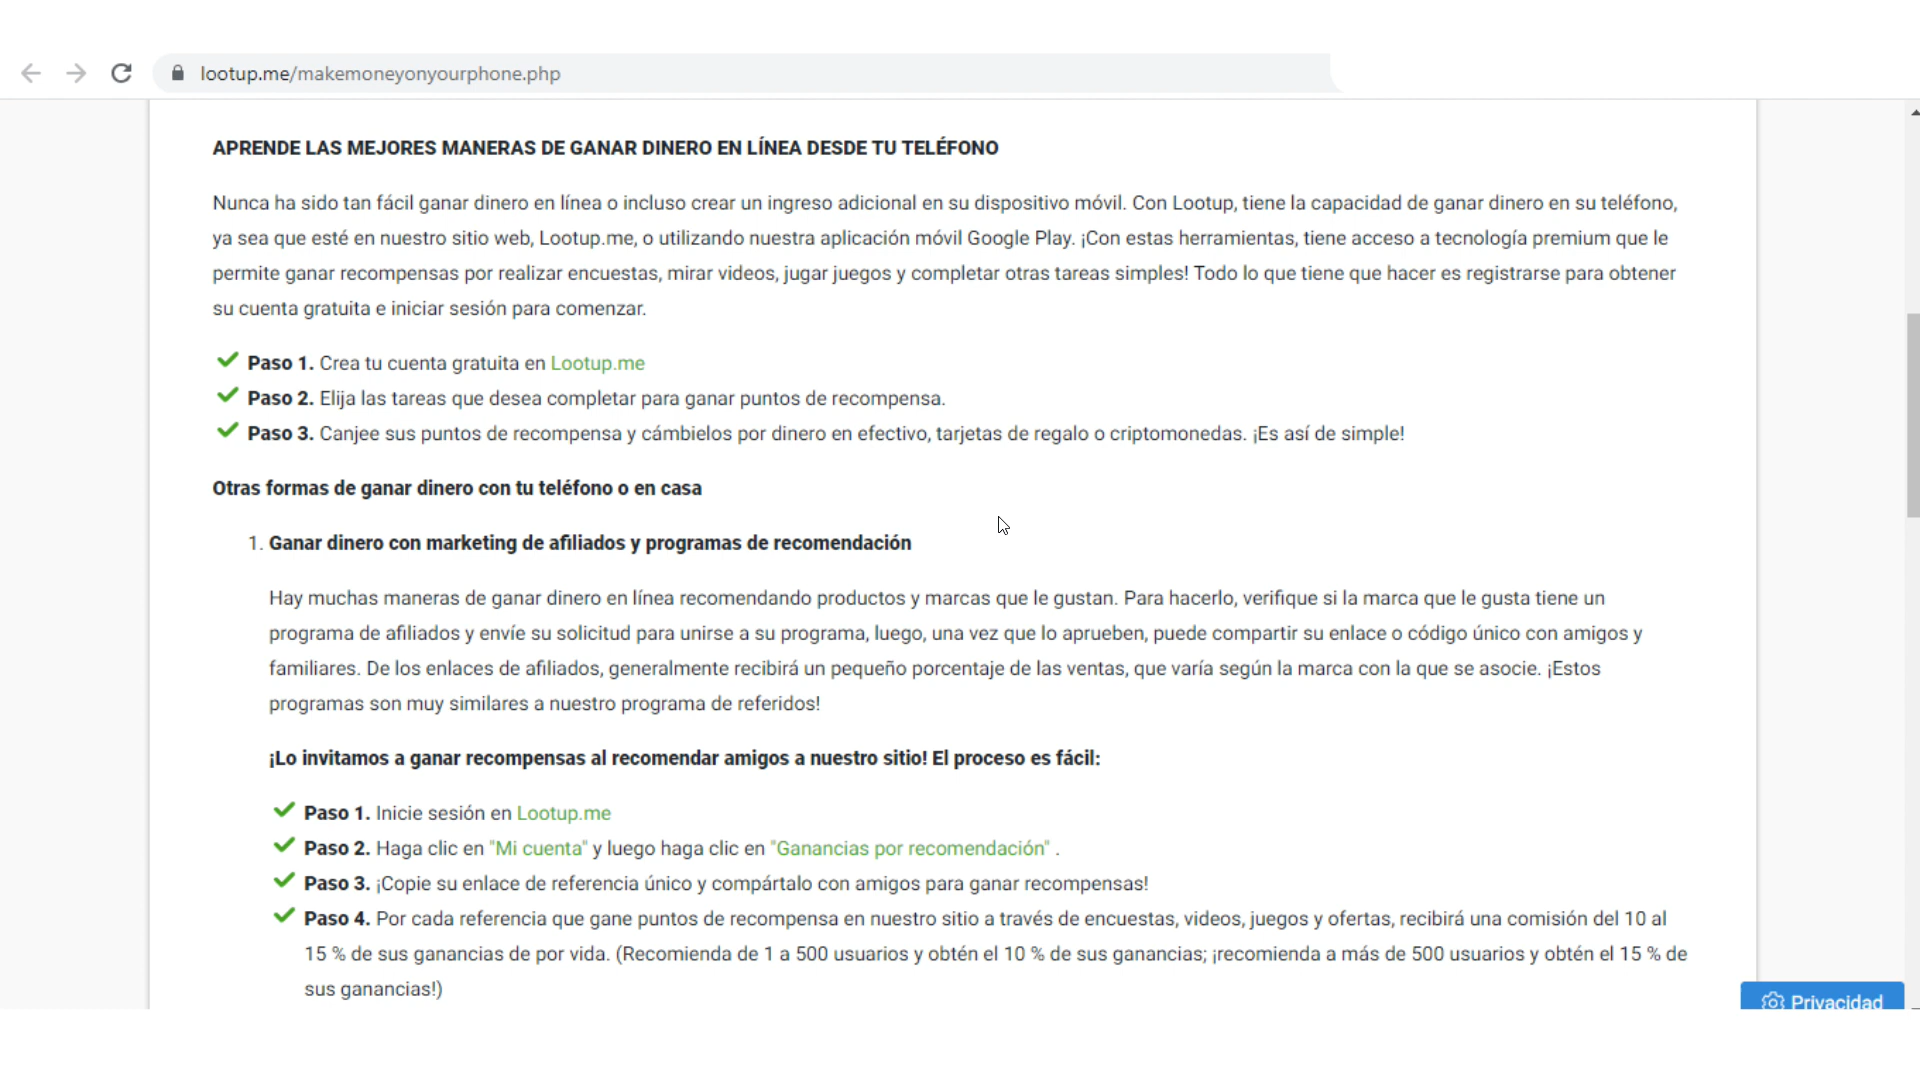 lootup.me/makemoneyonyourphone.php
APRENDE LAS MEJORES MANERAS DE GANAR DINERO EN LÍNEA DESDE TU TELÉFONO
Nunca ha sido tan fácil ganar dinero en línea o incluso crear un ingreso adicional en su dispositivo móvil. Con Lootup, tiene la capacidad de ganar dinero en su teléfono,
ya sea que esté en nuestro sitio web, Lootup.me, o utilizando nuestra aplicación móvil Google Play. ¡Con estas herramientas, tiene acceso a tecnología premium que le
permite ganar recompensas por realizar encuestas, mirar videos, jugar juegos y completar otras tareas simples! Todo lo que tiene que hacer es registrarse para obtener
su cuenta gratuita e iniciar sesión para comenzar.
Paso 1. Crea tu cuenta gratuita en Lootup.me
Paso 2. Elija las tareas que desea completar para ganar puntos de recompensa.
Paso 3. Canjee sus puntos de recompensa y cámbielos por dinero en efectivo, tarjetas de regalo o criptomonedas. ¡Es así de simple!
Otras formas de ganar dinero con tu teléfono o en casa
1. Ganar dinero con marketing de afiliados y programas de recomendación
Hay muchas maneras de ganar dinero en línea recomendando productos y marcas que le gustan. Para hacerlo, verifique si la marca que le gusta tiene un
programa de afiliados y envíe su solicitud para unirse a su programa, luego, una vez que lo aprueben, puede compartir su enlace o código único con amigos y
familiares. De los enlaces de afiliados, generalmente recibirá un pequeño porcentaje de las ventas, que varía según la marca con la que se asocie. ¡Estos
programas son muy similares a nuestro programa de referidos!
¡Lo invitamos a ganar recompensas al recomendar amigos a nuestro sitio! El proceso es fácil:
Paso 1. Inicie sesión en Lootup.me
Paso 2. Haga clic en "Mi cuenta" y luego haga clic en "Ganancias por recomendación" .
Paso 3. ¡Copie su enlace de referencia único y compártalo con amigos para ganar recompensas!
Paso 4. Por cada referencia que gane puntos de recompensa en nuestro sitio a través de encuestas, videos, juegos y ofertas, recibirá una comisión del 10 al
15 % de sus ganancias de por vida. (Recomienda de 1 a 500 usuarios y obtén el 10 % de sus ganancias; ¡recomienda a más de 500 usuarios y obtén el 15 % de
sus ganancias!)
Privacidad